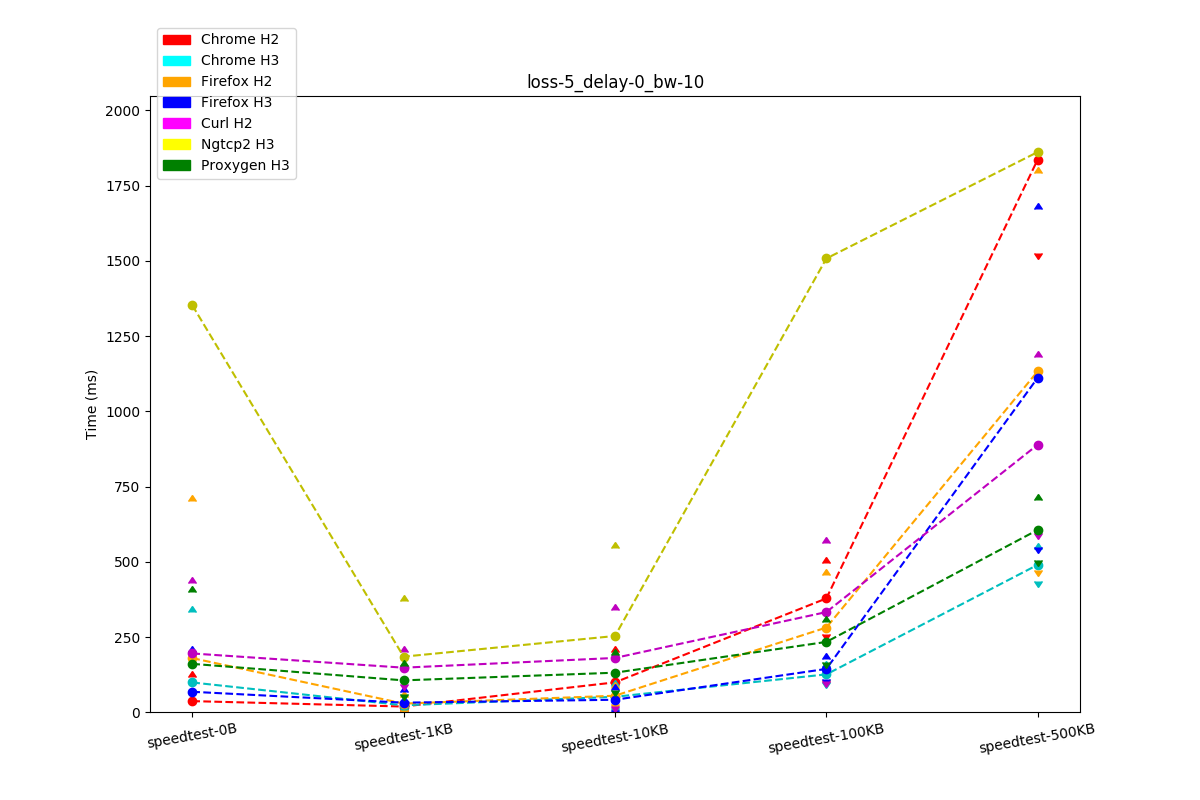 Chrome H2
Chrome H3
Firefox H2
Firefox H3
Curl H2
Ngtcp2 H3
Proxygen H3
loss-5_delay-0_bw-10
Time (ms)
2000
1750
1500
1250
1000
750
500
250
0
speedtest-0B
speedtest-1KB
speedtest-10KB
speedtest-100KB
speedtest-500KB